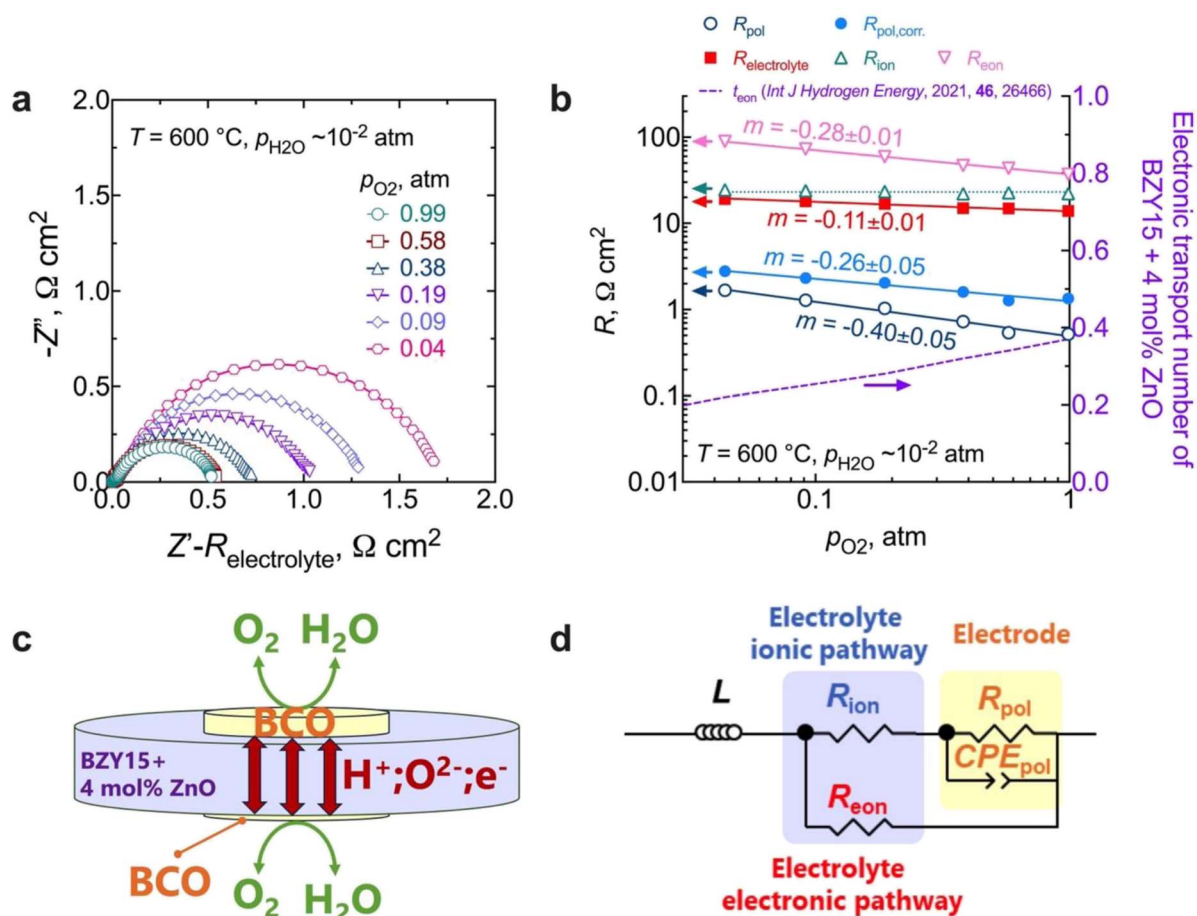 a
2.0
1.5
1.0
0.5
0.0
0.0 0.5 1.0 1.5 2.0
-Z″, Ω cm²
Z'-Relectrolyte, Ω cm²
T = 600 °C, pH2O ~10⁻² atm
pO2, atm
0.99
0.58
0.38
0.19
0.09
0.04
b
Rpol Rpol,corr.
Relectrolyte Rion Reon
teon (Int J Hydrogen Energy, 2021, 46, 26466)
100
10
1
0.1
0.01
0.1 1
R, Ω cm²
pO2, atm
m = -0.28±0.01
m = -0.11±0.01
m = -0.26±0.05
m = -0.40±0.05
T = 600 °C, pH2O ~10⁻² atm
1.0
0.8
0.6
0.4
0.2
0.0
Electronic transport number of
BZY15 + 4 mol% ZnO
c
O₂ H₂O
BCO
BZY15+
4 mol% ZnO
H⁺;O²⁻;e⁻
BCO
O₂ H₂O
d
Electrolyte
ionic pathway
Electrode
L
Rion
Rpol
CPEpol
Reon
Electrolyte
electronic pathway